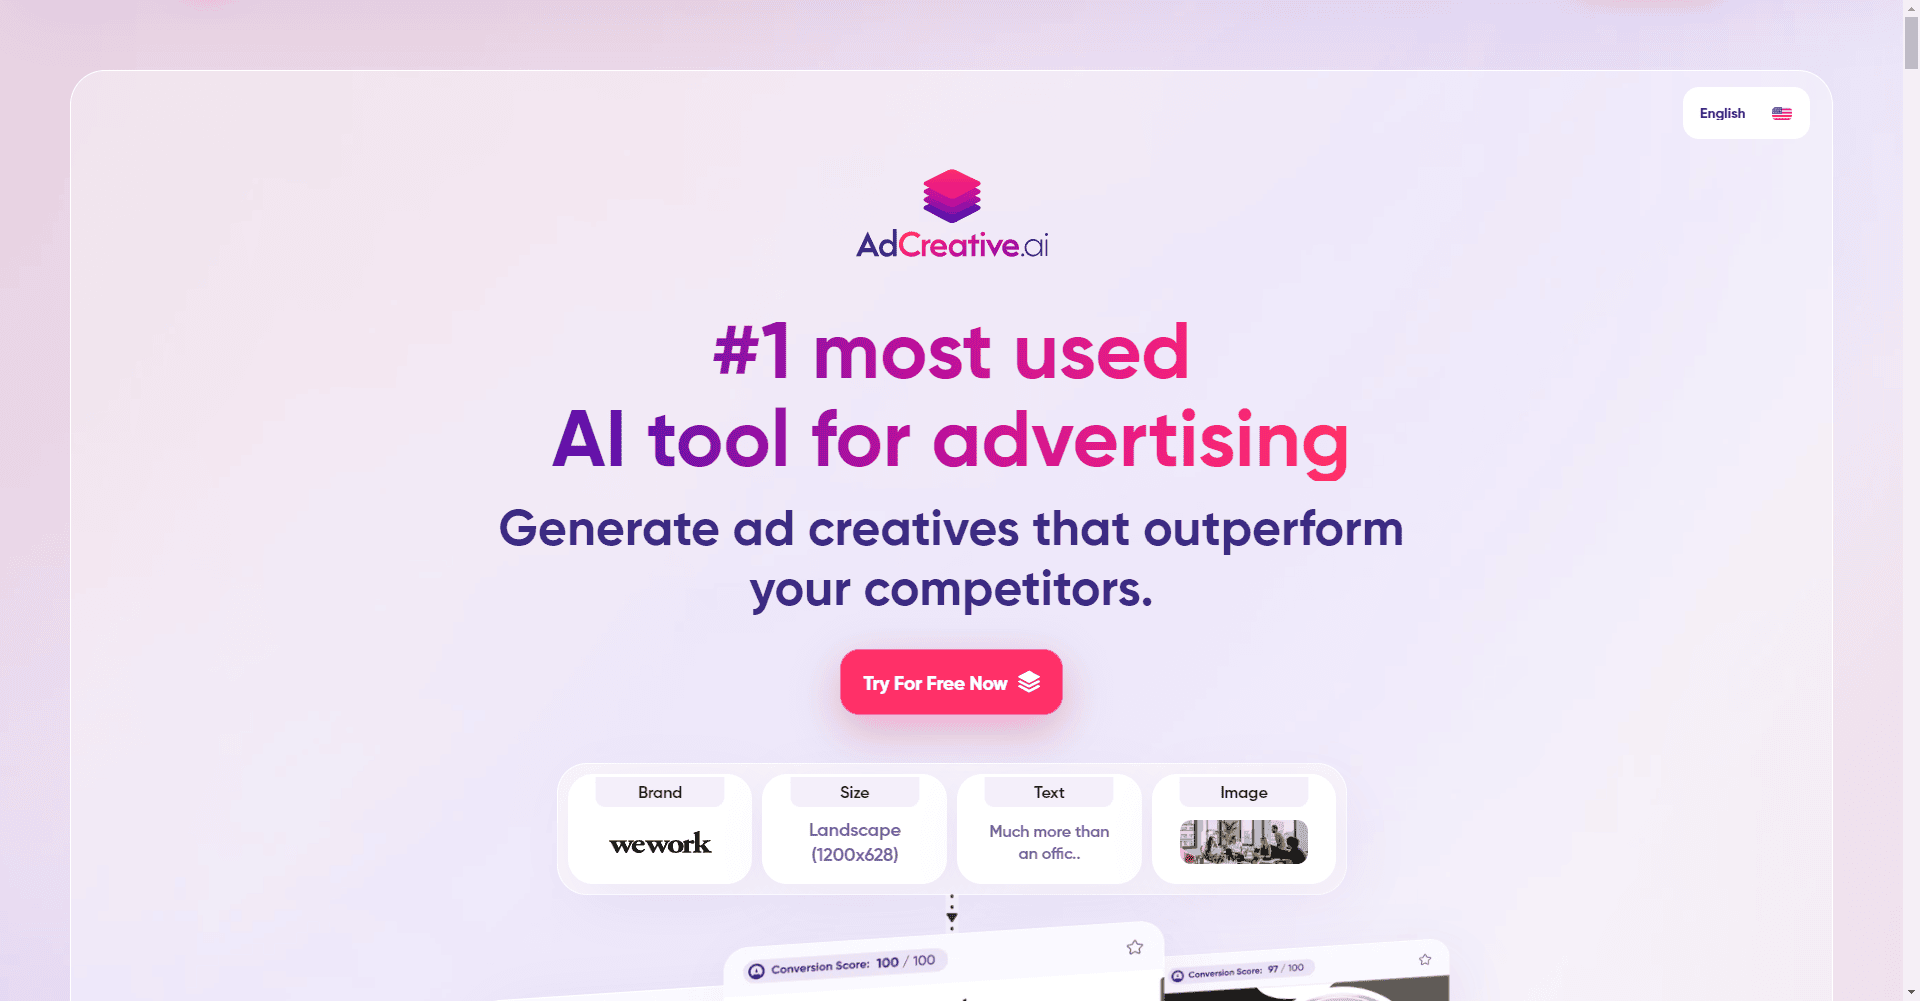 English
AdCreative.ai
#1 most used
AI tool for advertising
Generate ad creatives that outperform
your competitors.
Try For Free Now
Brand
wework
Size
Landscape
(1200x628)
Text
Much more than
an offic..
Image
Conversion Score: 100 / 100
Conversion Score: 97 / 100